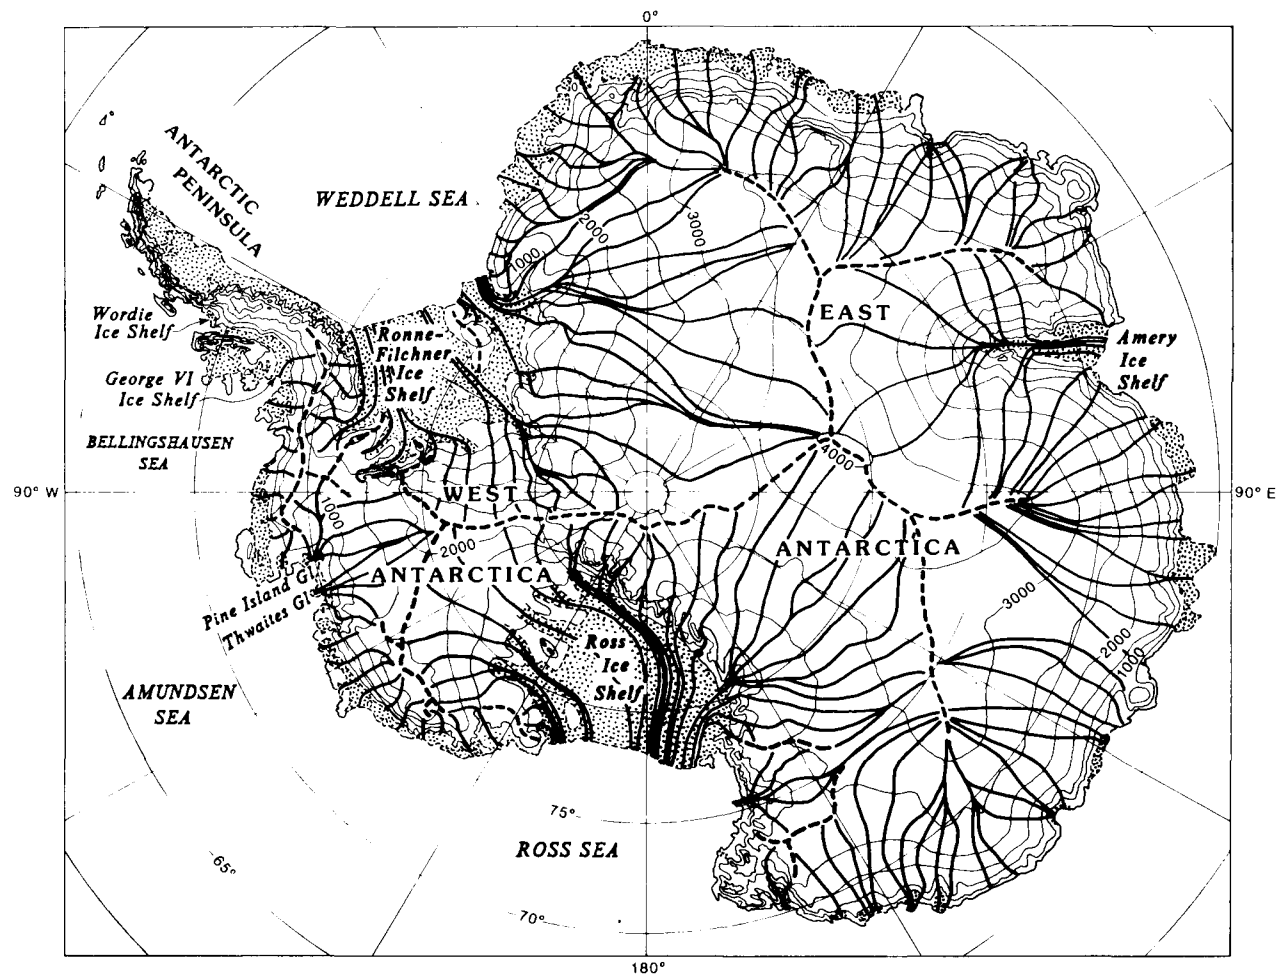 0°
ANTARCTIC
PENINSULA
WEDDELL SEA
3000
2000
1000
EAST
Wordie
Ice Shelf
Ronne-
Filchner
Ice
Shelf
Amery
Ice
Shelf
George VI
Ice Shelf
BELLINGSHAUSEN
SEA
4000
90° W
WEST
90° E
1000
2000
ANTARCTICA
ANTARCTICA
Pine Island Gl
Thwaites Gl
3000
2000
1000
Ross
Ice
Shelf
AMUNDSEN
SEA
75°
ROSS SEA
65°
70°
180°